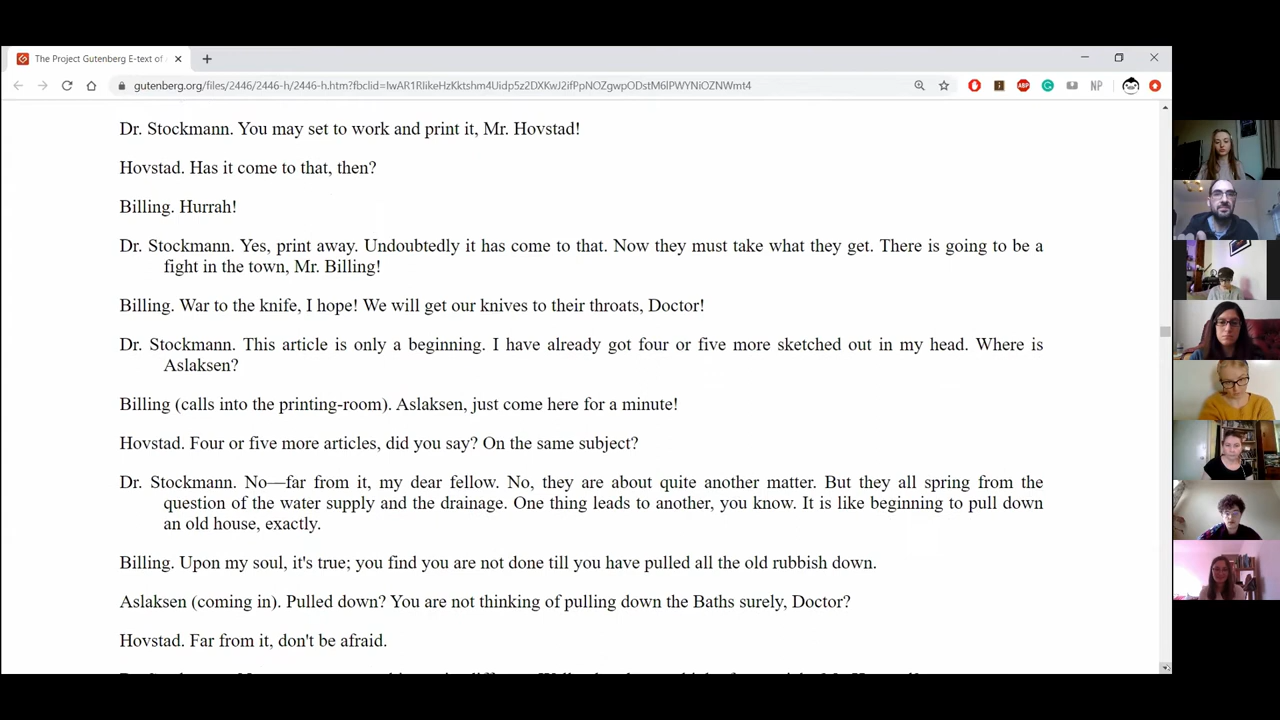 The Project Gutenberg E-text of
gutenberg.org/files/2446/2446-h/2446-h.htm?fbclid=IwAR1RIikeHzKktshm4Uidp5z2DXKwJ2ifPpNOZgwpODstM6lPWYNiOZNWmt4
ABP
NP
Dr. Stockmann. You may set to work and print it, Mr. Hovstad!
Hovstad. Has it come to that, then?
Billing. Hurrah!
Dr. Stockmann. Yes, print away. Undoubtedly it has come to that. Now they must take what they get. There is going to be a
fight in the town, Mr. Billing!
Billing. War to the knife, I hope! We will get our knives to their throats, Doctor!
Dr. Stockmann. This article is only a beginning. I have already got four or five more sketched out in my head. Where is
Aslaksen?
Billing (calls into the printing-room). Aslaksen, just come here for a minute!
Hovstad. Four or five more articles, did you say? On the same subject?
Dr. Stockmann. No—far from it, my dear fellow. No, they are about quite another matter. But they all spring from the
question of the water supply and the drainage. One thing leads to another, you know. It is like beginning to pull down
an old house, exactly.
Billing. Upon my soul, it's true; you find you are not done till you have pulled all the old rubbish down.
Aslaksen (coming in). Pulled down? You are not thinking of pulling down the Baths surely, Doctor?
Hovstad. Far from it, don't be afraid.